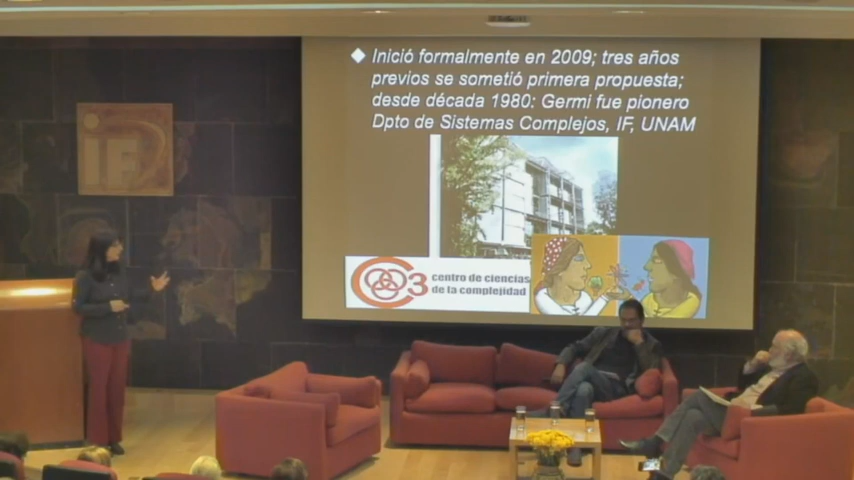 Inició formalmente en 2009; tres años
previos se sometió primera propuesta;
desde década 1980: Germi fue pionero
Dpto de Sistemas Complejos, IF, UNAM
iF
C3 centro de ciencias
de la complejidad